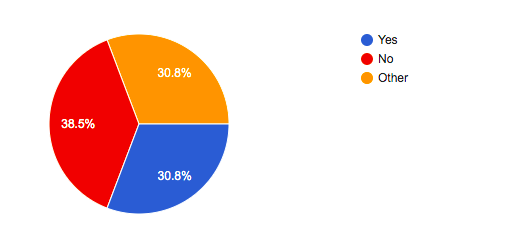 Yes
No
Other
30.8%
38.5%
30.8%